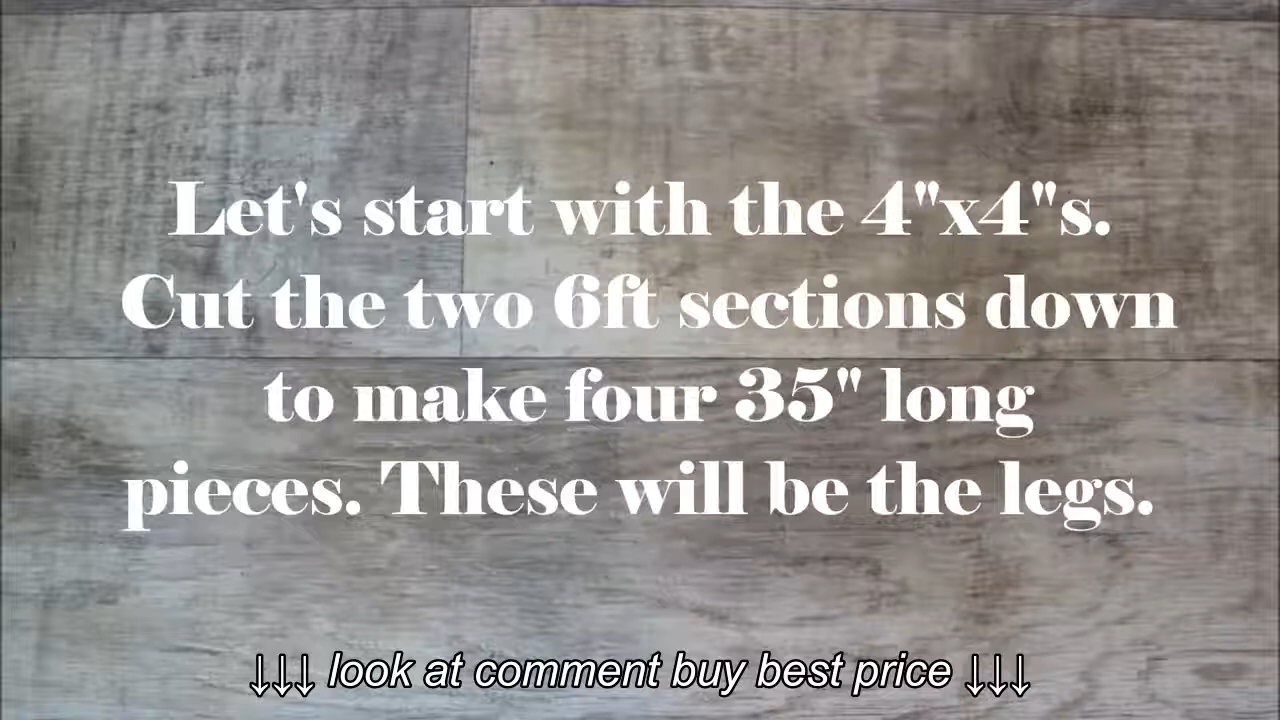 Let's start with the 4"x4"s.
Cut the two 6ft sections down
to make four 35" long
pieces. These will be the legs.
↓↓↓ look at comment buy best price ↓↓↓